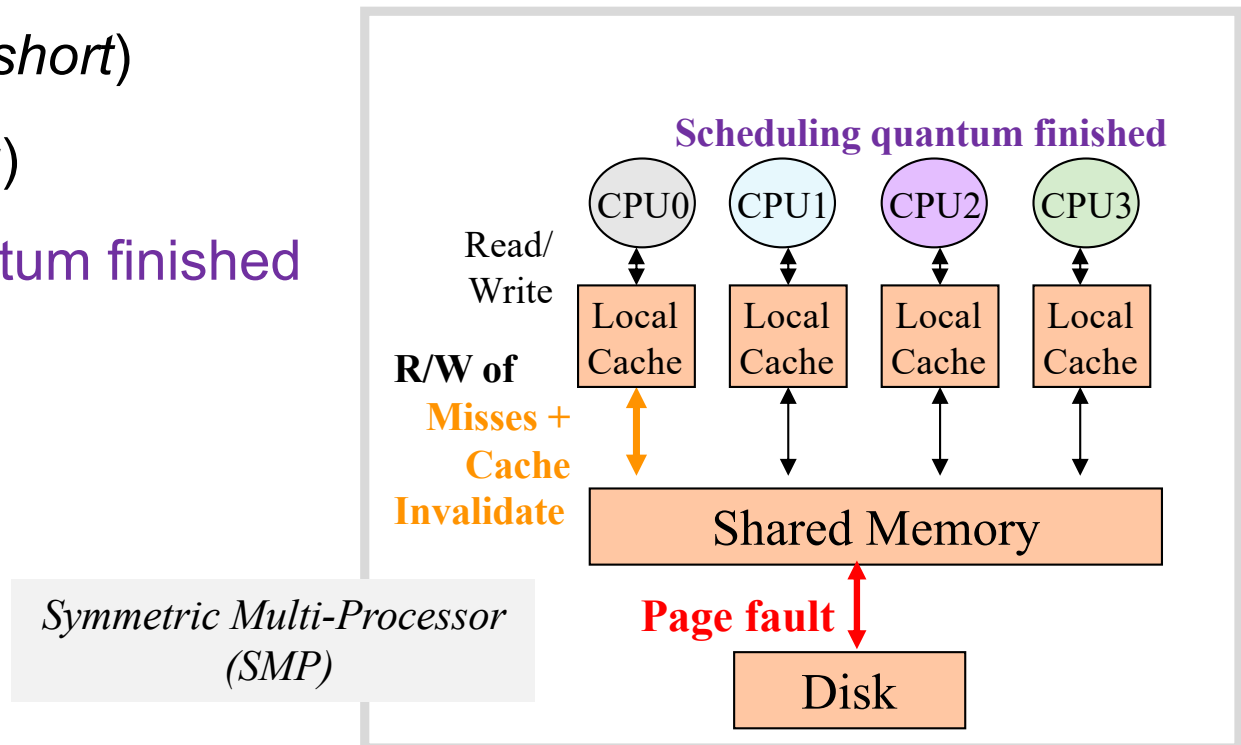 short)
)
tum finished
Scheduling quantum finished
CPU0 CPU1 CPU2 CPU3
Read/
Write
Local Local Local Local
Cache Cache Cache Cache
R/W of
Misses +
Cache
Invalidate
Shared Memory
Page fault
Disk
Symmetric Multi-Processor
(SMP)